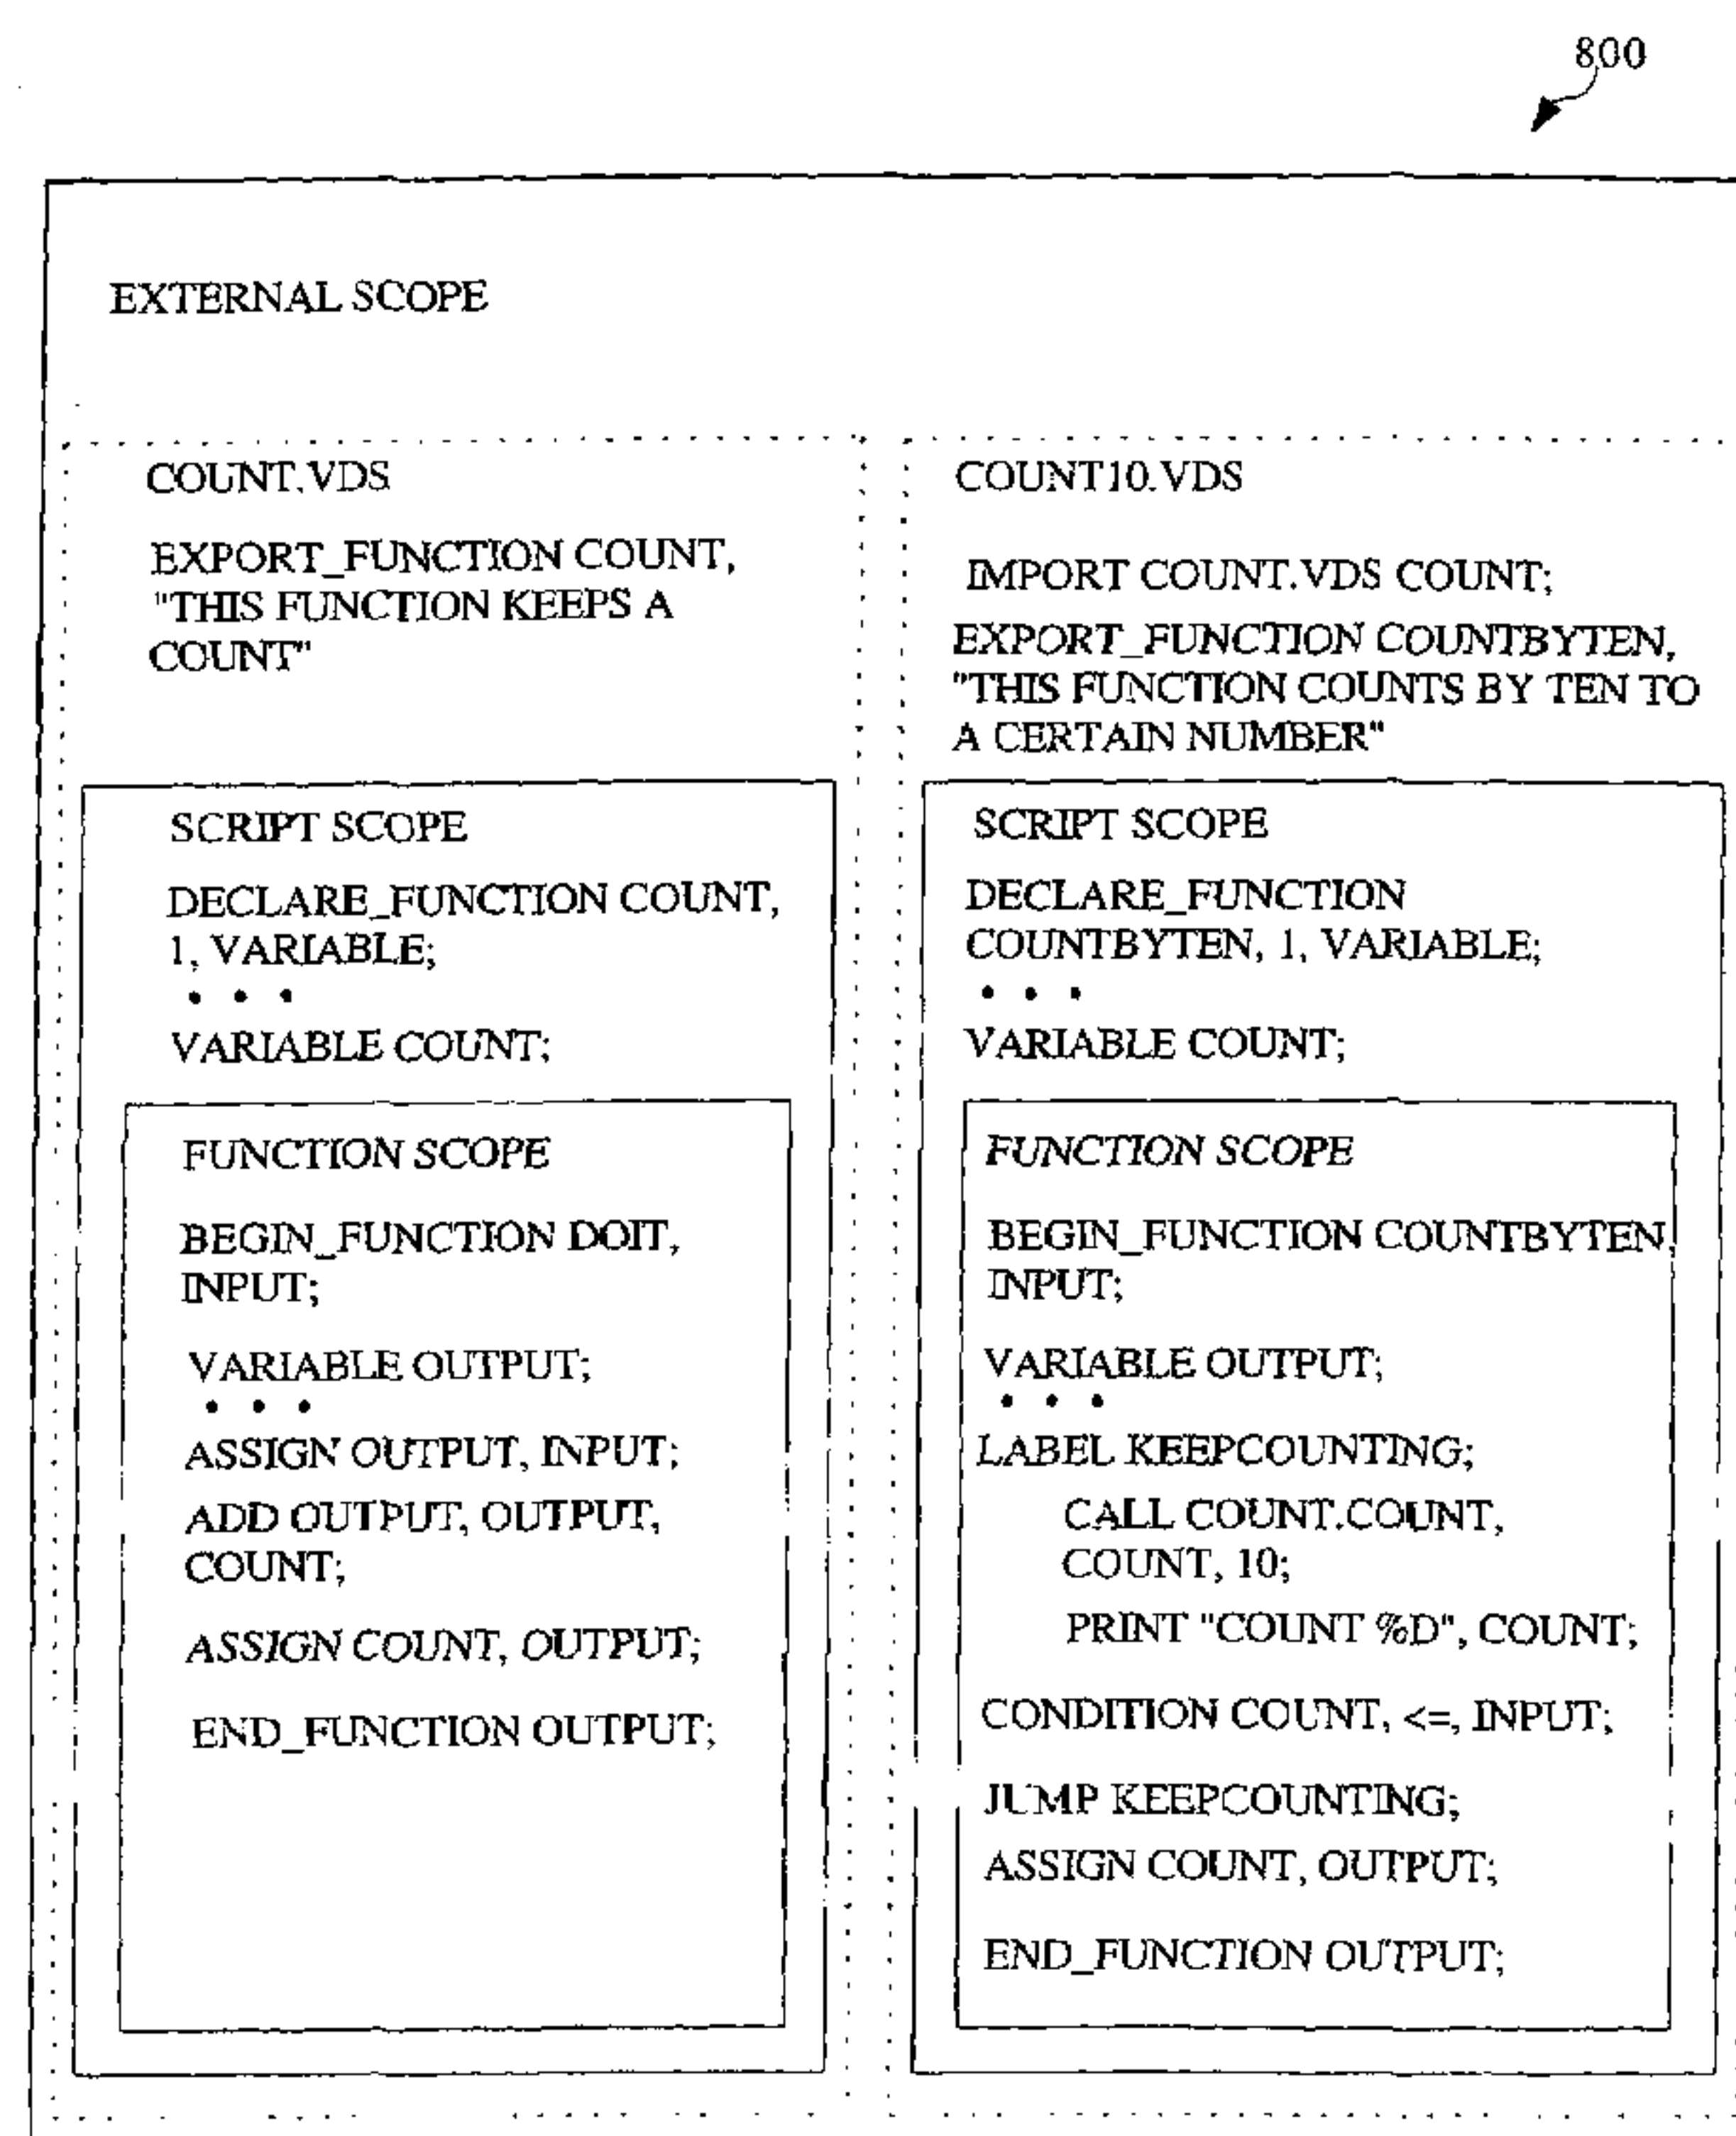 800
EXTERNAL SCOPE
COUNT.VDS
EXPORT_FUNCTION COUNT,
"THIS FUNCTION KEEPS A
COUNT"
SCRIPT SCOPE
DECLARE_FUNCTION COUNT,
1, VARIABLE;
• • •
VARIABLE COUNT;
FUNCTION SCOPE
BEGIN_FUNCTION DOIT,
INPUT;
VARIABLE OUTPUT;
• • •
ASSIGN OUTPUT, INPUT;
ADD OUTPUT, OUTPUT,
COUNT;
ASSIGN COUNT, OUTPUT;
END_FUNCTION OUTPUT;
COUNT10.VDS
IMPORT COUNT.VDS COUNT;
EXPORT_FUNCTION COUNTBYTEN,
"THIS FUNCTION COUNTS BY TEN TO
A CERTAIN NUMBER"
SCRIPT SCOPE
DECLARE_FUNCTION
COUNTBYTEN, 1, VARIABLE;
• • •
VARIABLE COUNT;
FUNCTION SCOPE
BEGIN_FUNCTION COUNTBYTEN,
INPUT;
VARIABLE OUTPUT;
• • •
LABEL KEEPCOUNTING;
CALL COUNT.COUNT,
COUNT, 10;
PRINT "COUNT %D", COUNT;
CONDITION COUNT, <=, INPUT;
JUMP KEEPCOUNTING;
ASSIGN COUNT, OUTPUT;
END_FUNCTION OUTPUT;